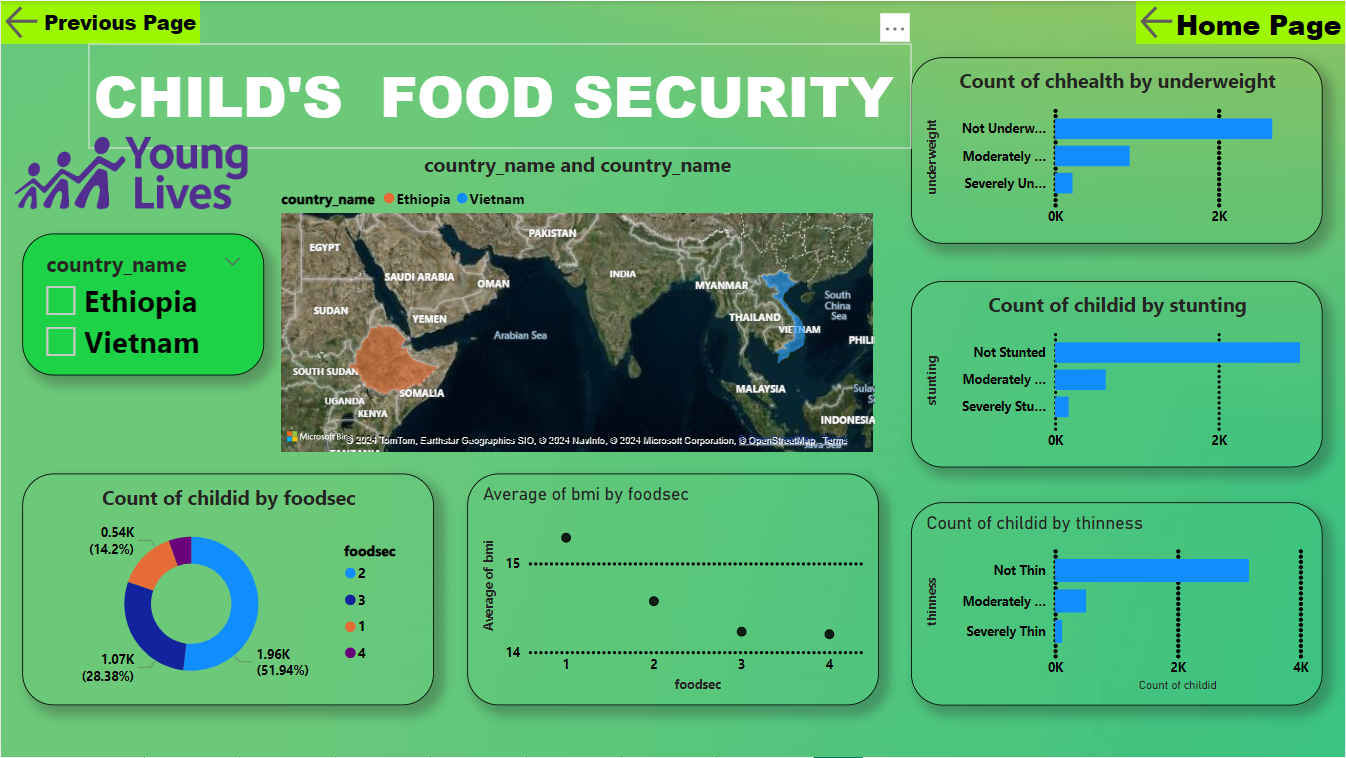 Previous Page
...
Home Page
CHILD'S FOOD SECURITY
Young
Lives
country_name
Ethiopia
Vietnam
country_name and country_name
country_name Ethiopia Vietnam
PAKISTAN
EGYPT
SAUDI ARABIA
OMAN
INDIA
MYANMAR
SUDAN
YEMEN
Arabian Sea
THAILAND
South
China
Sea
VIETNAM
PHILI
SOUTH SUDAN
SOMALIA
MALAYSIA
Sulaw
S
UGANDA
KENYA
INDONESIA
Microsoft Bing
© 2024 TomTom, Earthstar Geographics SIO, © 2024 NavInfo, © 2024 Microsoft Corporation, © OpenStreetMap Terms
TANZANIA
Java Sea
Count of chhealth by underweight
underweight
Not Underw...
Moderately ...
Severely Un...
0K 2K
Count of childid by stunting
stunting
Not Stunted
Moderately ...
Severely Stu...
0K 2K
Count of childid by foodsec
0.54K
(14.2%)
1.07K
(28.38%)
1.96K
(51.94%)
foodsec
2
3
1
4
Average of bmi by foodsec
Average of bmi
15
14
1 2 3 4
foodsec
Count of childid by thinness
thinness
Not Thin
Moderately ...
Severely Thin
0K 2K 4K
Count of childid